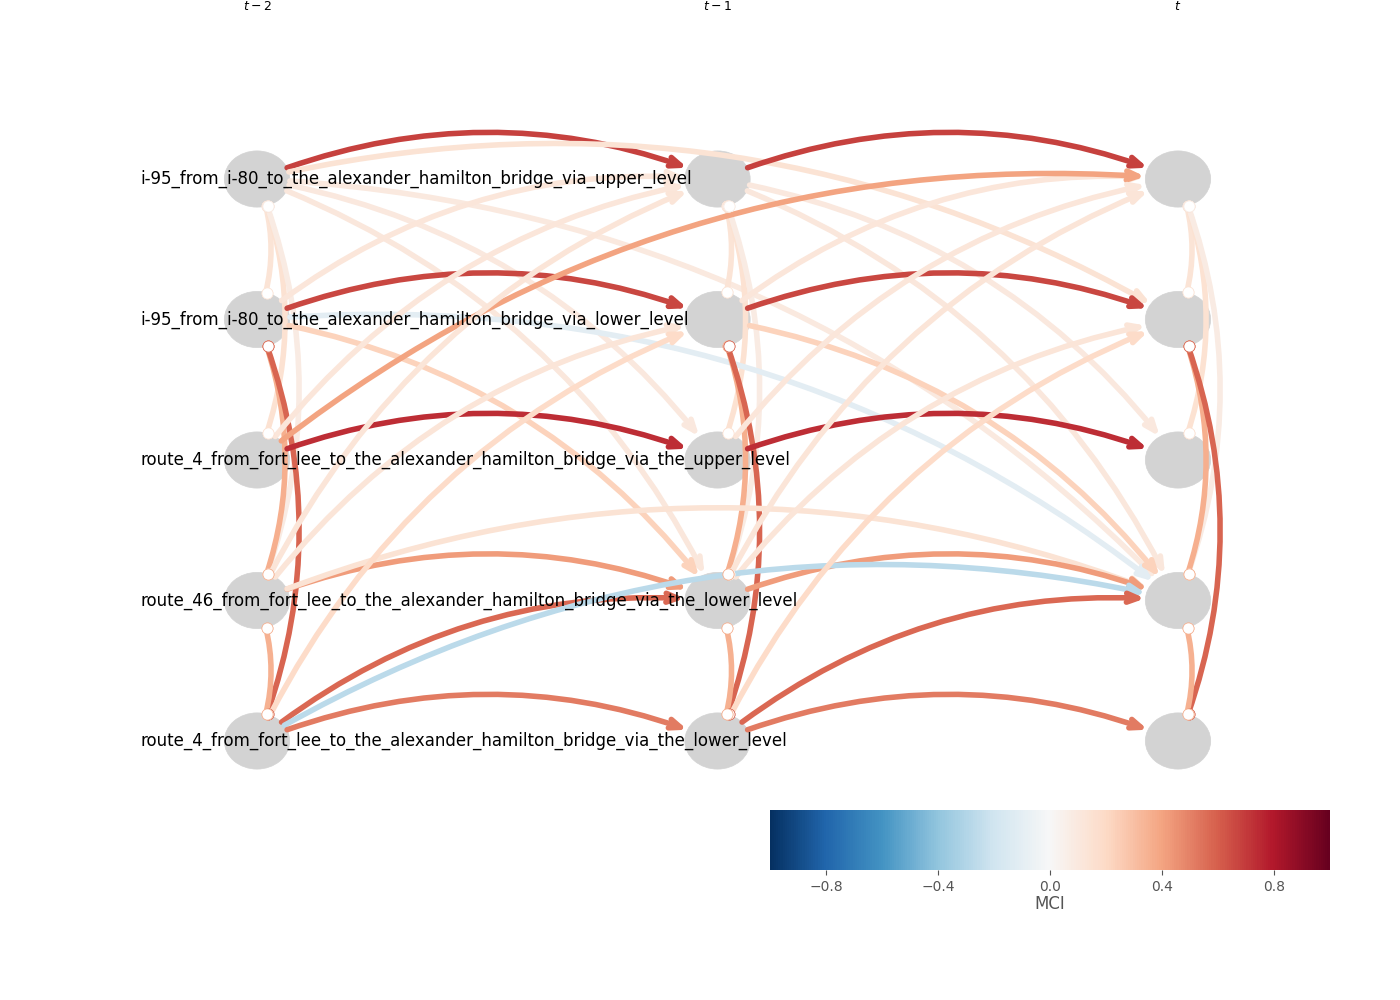 t − 2 t − 1 t
i-95_from_i-80_to_the_alexander_hamilton_bridge_via_upper_level
i-95_from_i-80_to_the_alexander_hamilton_bridge_via_lower_level
route_4_from_fort_lee_to_the_alexander_hamilton_bridge_via_the_upper_level
route_46_from_fort_lee_to_the_alexander_hamilton_bridge_via_the_lower_level
route_4_from_fort_lee_to_the_alexander_hamilton_bridge_via_the_lower_level
−0.8 −0.4 0.0 0.4 0.8
MCI